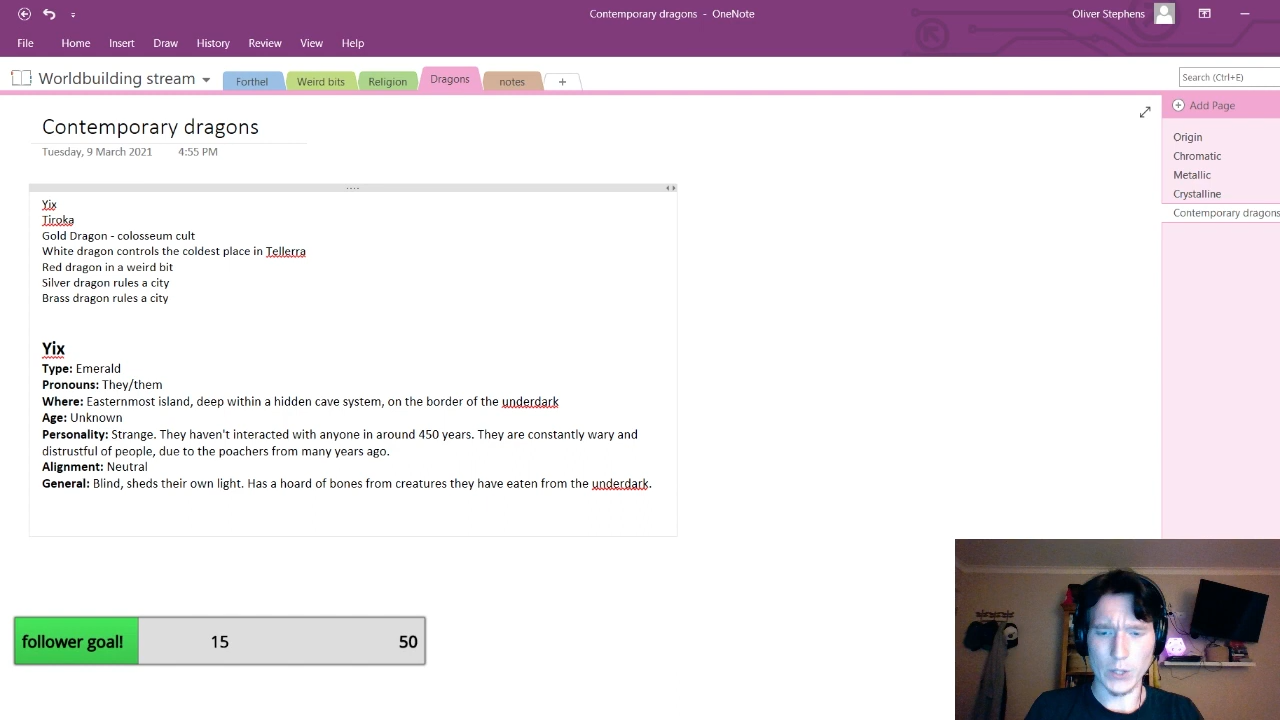 Contemporary dragons - OneNote
Oliver Stephens
File Home Insert Draw History Review View Help
Worldbuilding stream
Forthel Weird bits Religion Dragons notes +
Search (Ctrl+E)
Contemporary dragons
Tuesday, 9 March 2021 4:55 PM
Yix
Tiroka
Gold Dragon - colosseum cult
White dragon controls the coldest place in Tellerra
Red dragon in a weird bit
Silver dragon rules a city
Brass dragon rules a city
Yix
Type: Emerald
Pronouns: They/them
Where: Easternmost island, deep within a hidden cave system, on the border of the underdark
Age: Unknown
Personality: Strange. They haven't interacted with anyone in around 450 years. They are constantly wary and
distrustful of people, due to the poachers from many years ago.
Alignment: Neutral
General: Blind, sheds their own light. Has a hoard of bones from creatures they have eaten from the underdark.
Add Page
Origin
Chromatic
Metallic
Crystalline
Contemporary dragons
follower goal! 15 50